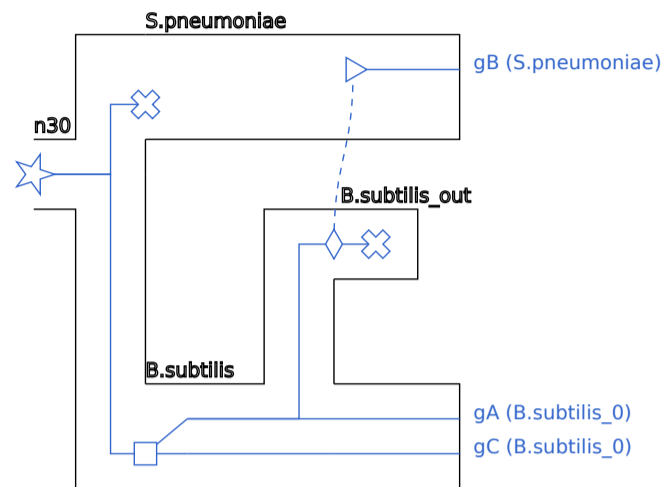 S.pneumoniae
gB (S.pneumoniae)
n30
B.subtilis_out
B.subtilis
gA (B.subtilis_0)
gC (B.subtilis_0)